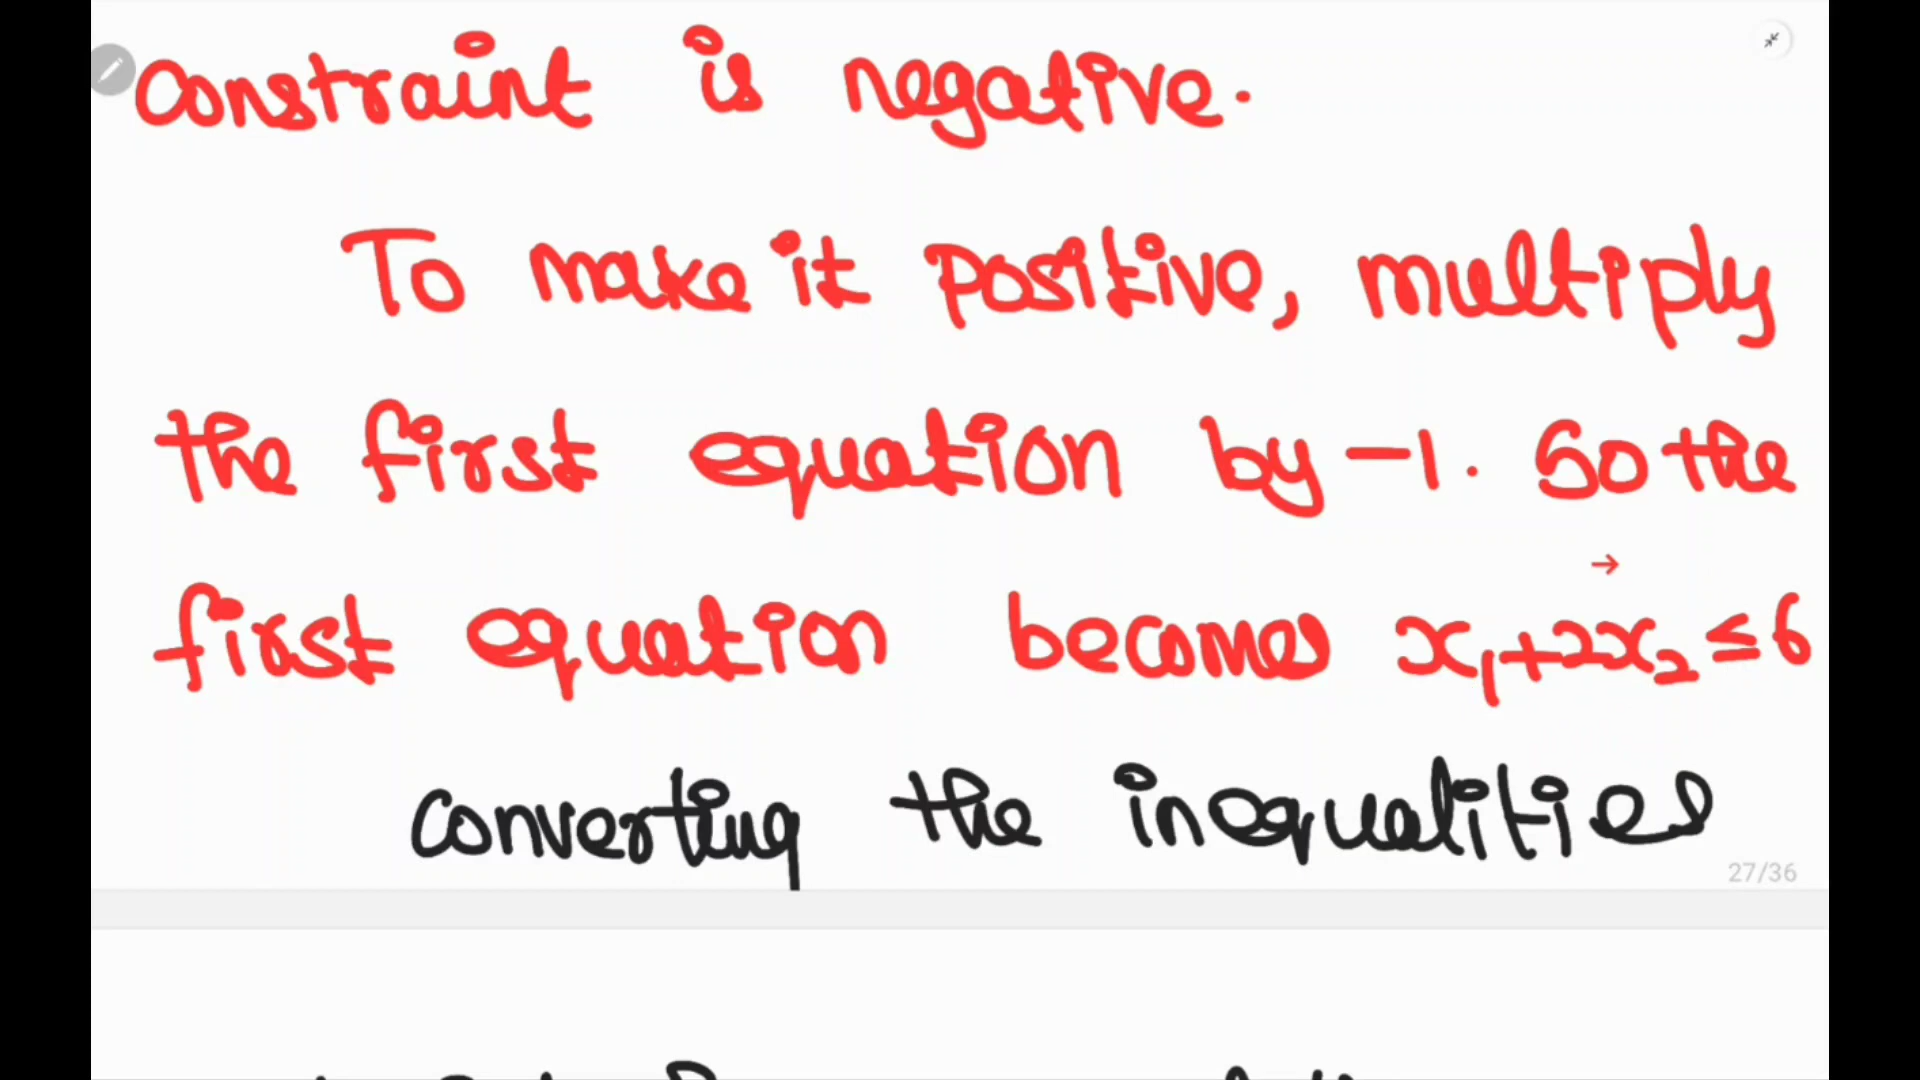 constraint is negative.
To make it positive, multiply
the first equation by -1. So the
first equation becomes x₁+2x₂≤6
converting the inequalities
27/36